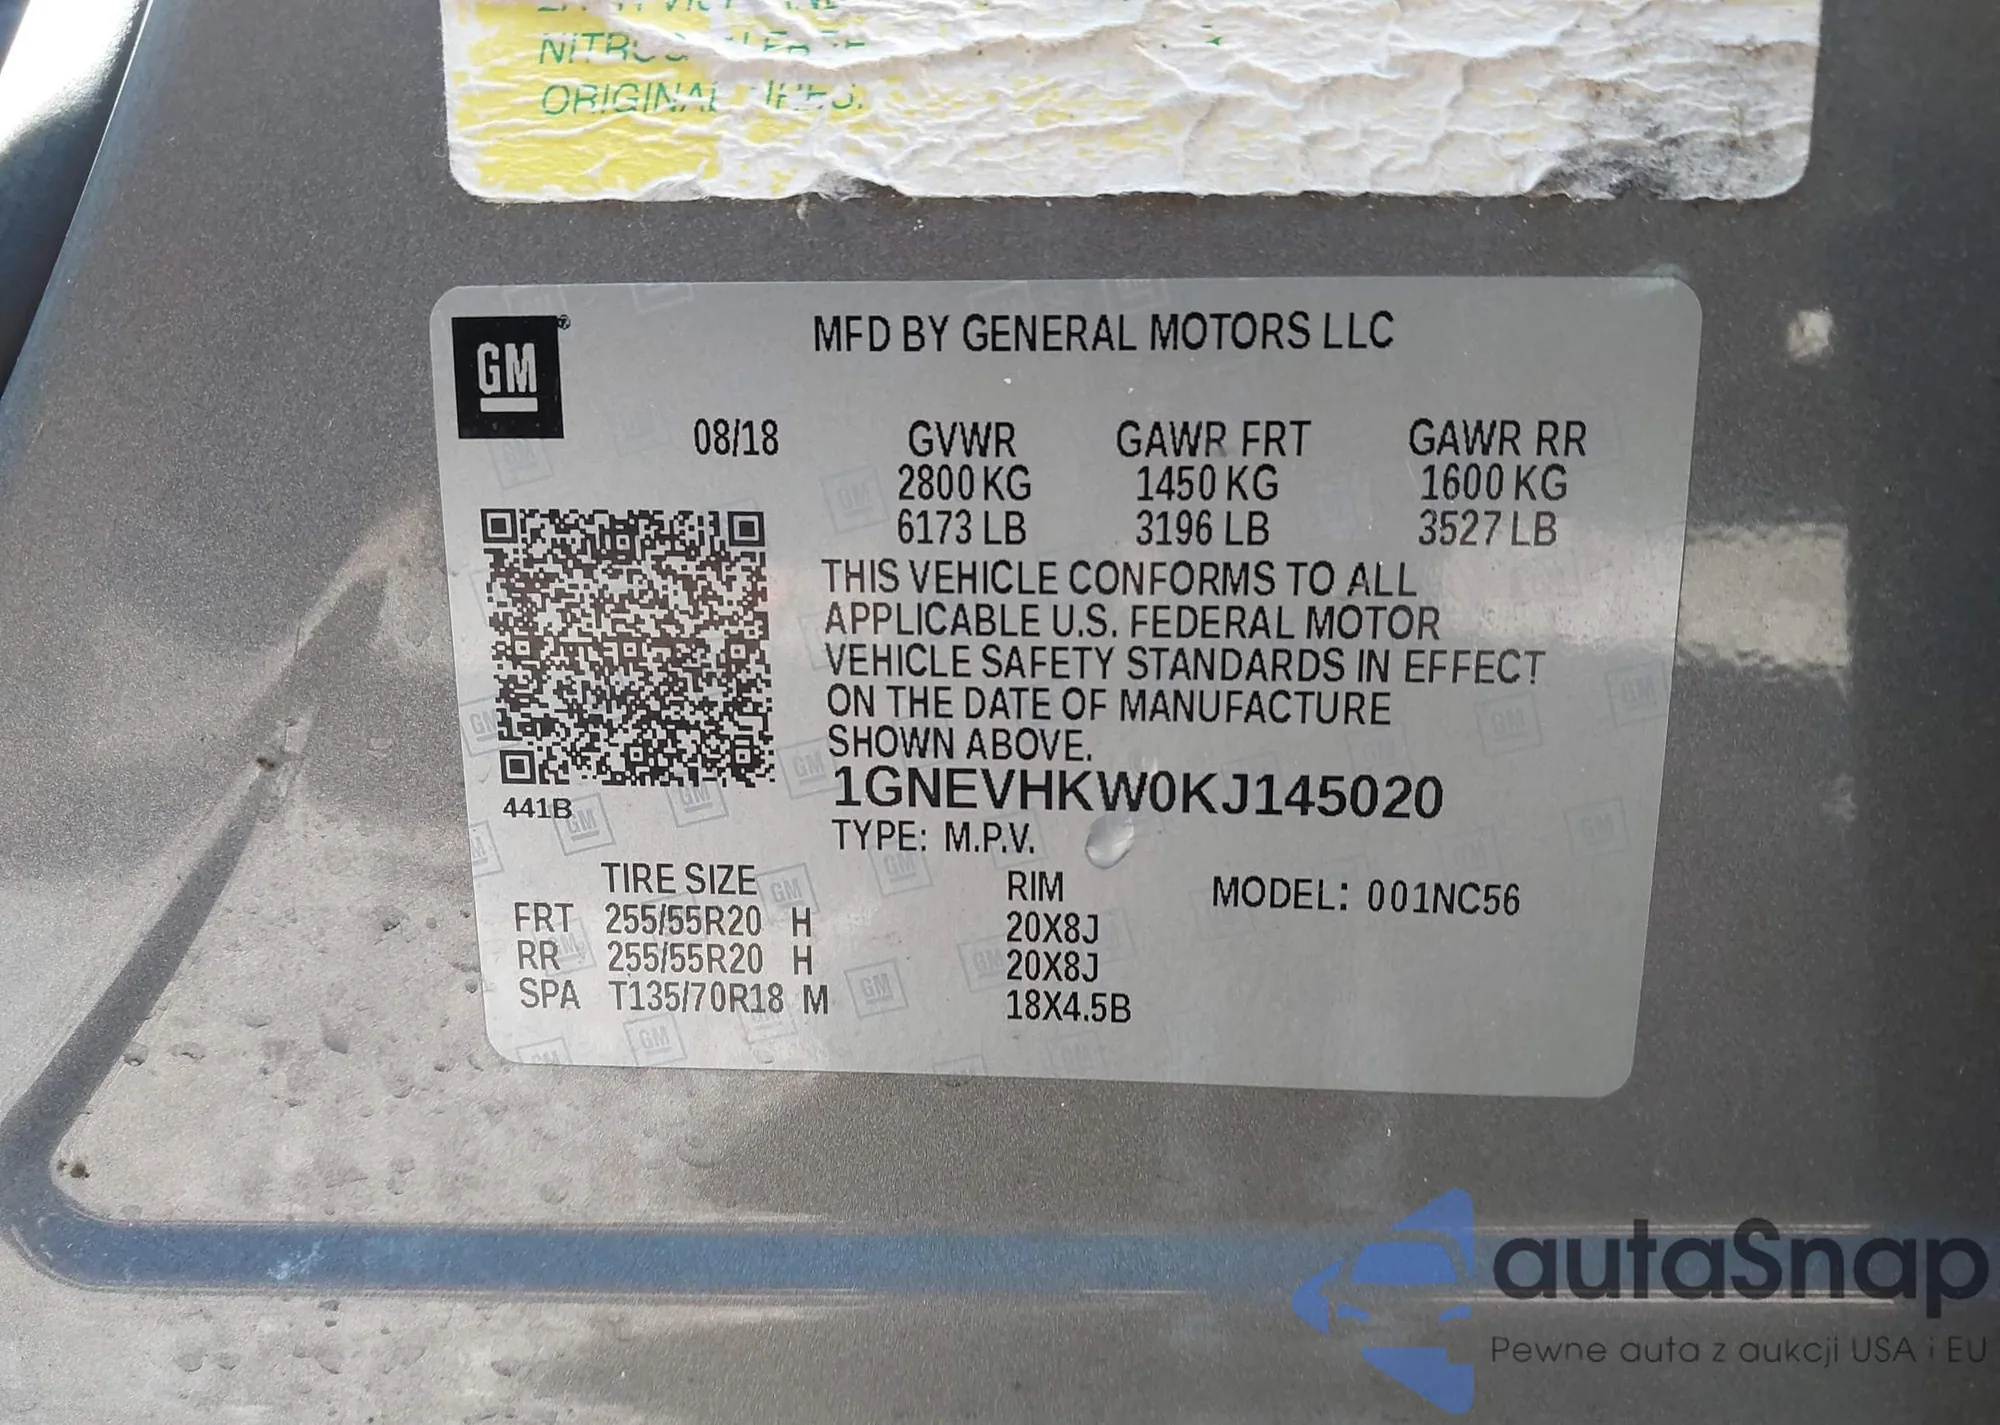 ORIGINAL
GM
MFD BY GENERAL MOTORS LLC
08/18 GVWR GAWR FRT GAWR RR
2800 KG 1450 KG 1600 KG
6173 LB 3196 LB 3527 LB
THIS VEHICLE CONFORMS TO ALL
APPLICABLE U.S. FEDERAL MOTOR
VEHICLE SAFETY STANDARDS IN EFFECT
ON THE DATE OF MANUFACTURE
SHOWN ABOVE.
441B
1GNEVHKW0KJ145020
TYPE: M.P.V.
TIRE SIZE RIM MODEL: 001NC56
FRT 255/55R20 H 20X8J
RR 255/55R20 H 20X8J
SPA T135/70R18 M 18X4.5B
autaSnap
Pewne auta z aukcji USA i EU